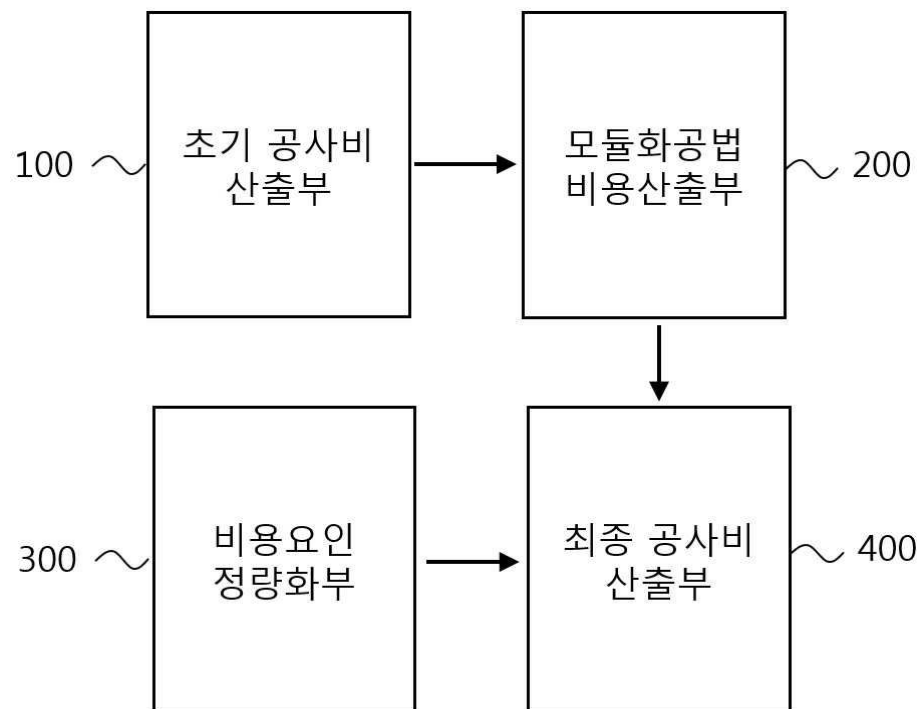 100
초기 공사비
산출부
모듈화공법
비용산출부
200
300
비용요인
정량화부
최종 공사비
산출부
400